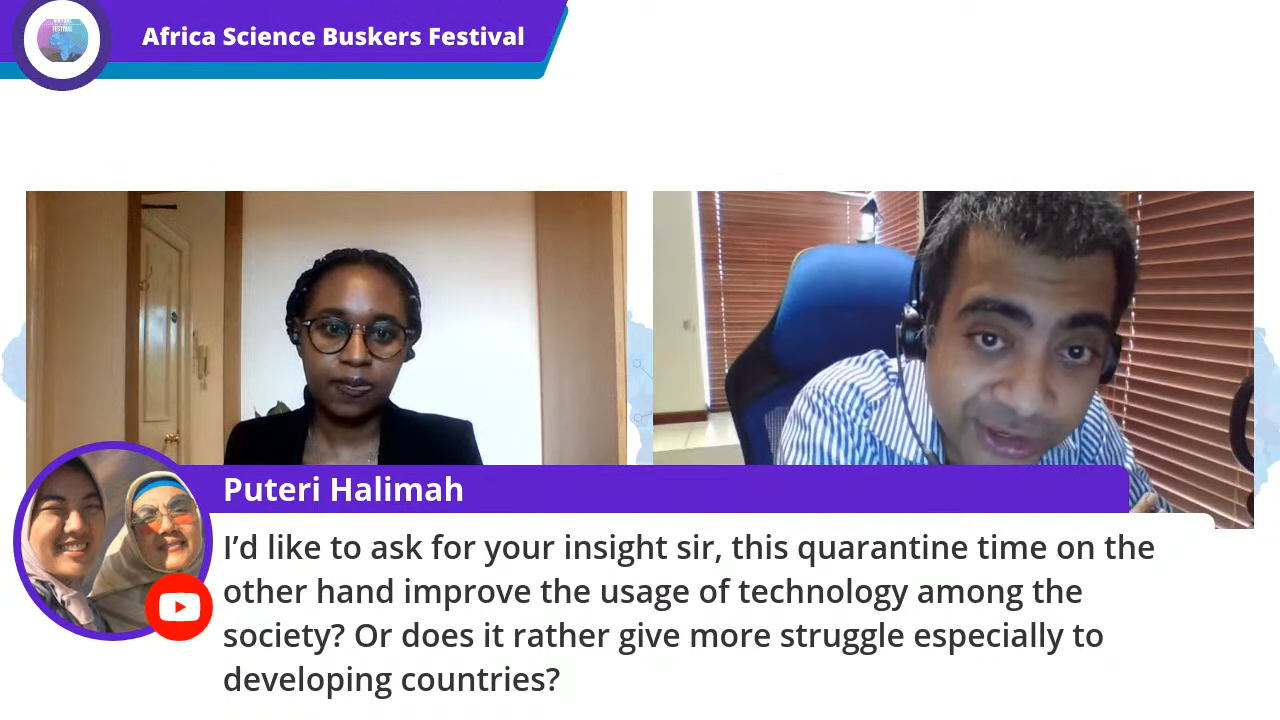 FESTIVAL
Africa Science Buskers Festival
Puteri Halimah
I’d like to ask for your insight sir, this quarantine time on the
other hand improve the usage of technology among the
society? Or does it rather give more struggle especially to
developing countries?